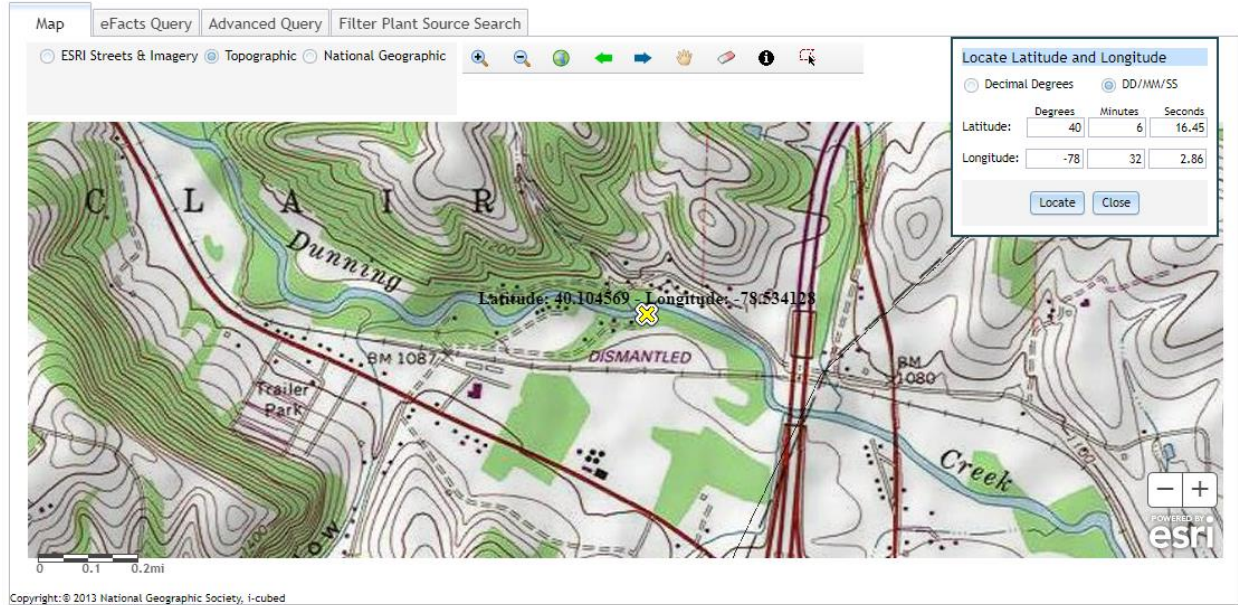 Map eFacts Query Advanced Query Filter Plant Source Search
ESRI Streets & Imagery Topographic National Geographic
Locate Latitude and Longitude
Decimal Degrees DD/MM/SS
Degrees Minutes Seconds
Latitude: 40 6 16.45
Longitude: -78 32 2.86
Locate Close
C L A I R
Dunning
1200
Latitude: 40.104569 - Longitude: -78.534128
BM 1087
DISMANTLED
BM
1080
Trailer
Park
Creek
1100
1200
OW
- +
POWERED BY
esri
0 0.1 0.2mi
Copyright:© 2013 National Geographic Society, i-cubed